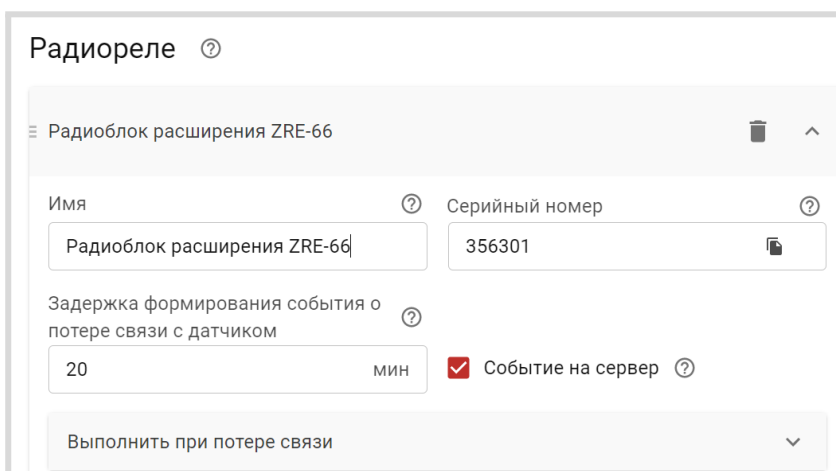 Радиореле
Радиоблок расширения ZRE-66
Имя
Серийный номер
Радиоблок расширения ZRE-66
356301
Задержка формирования события о
потере связи с датчиком
20 мин
Событие на сервер
Выполнить при потере связи